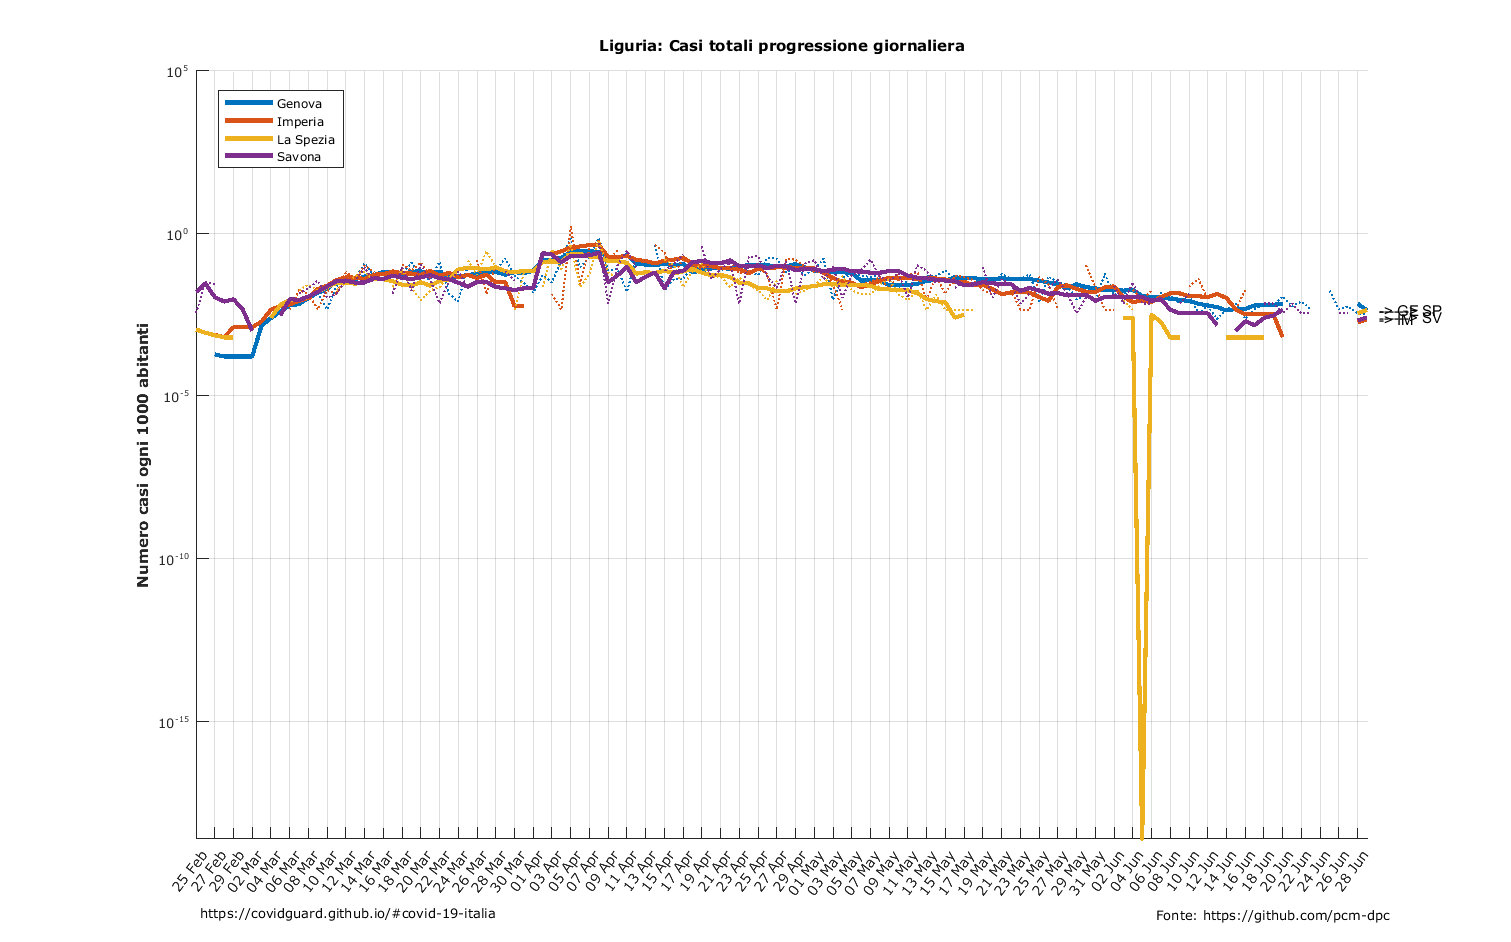 Liguria: Casi totali progressione giornaliera
10^5
10^0
10^-5
10^-10
10^-15
Numero casi ogni 1000 abitanti
Genova
Imperia
La Spezia
Savona
25 Feb
27 Feb
29 Feb
02 Mar
04 Mar
06 Mar
08 Mar
10 Mar
12 Mar
14 Mar
16 Mar
18 Mar
20 Mar
22 Mar
24 Mar
26 Mar
28 Mar
30 Mar
01 Apr
03 Apr
05 Apr
07 Apr
09 Apr
11 Apr
13 Apr
15 Apr
17 Apr
19 Apr
21 Apr
23 Apr
25 Apr
27 Apr
29 Apr
01 May
03 May
05 May
07 May
09 May
11 May
13 May
15 May
17 May
19 May
21 May
23 May
25 May
27 May
29 May
31 May
02 Jun
04 Jun
06 Jun
08 Jun
10 Jun
12 Jun
14 Jun
16 Jun
18 Jun
20 Jun
22 Jun
24 Jun
26 Jun
28 Jun
SP
SV
https://covidguard.github.io/#covid-19-italia
Fonte: https://github.com/pcm-dpc